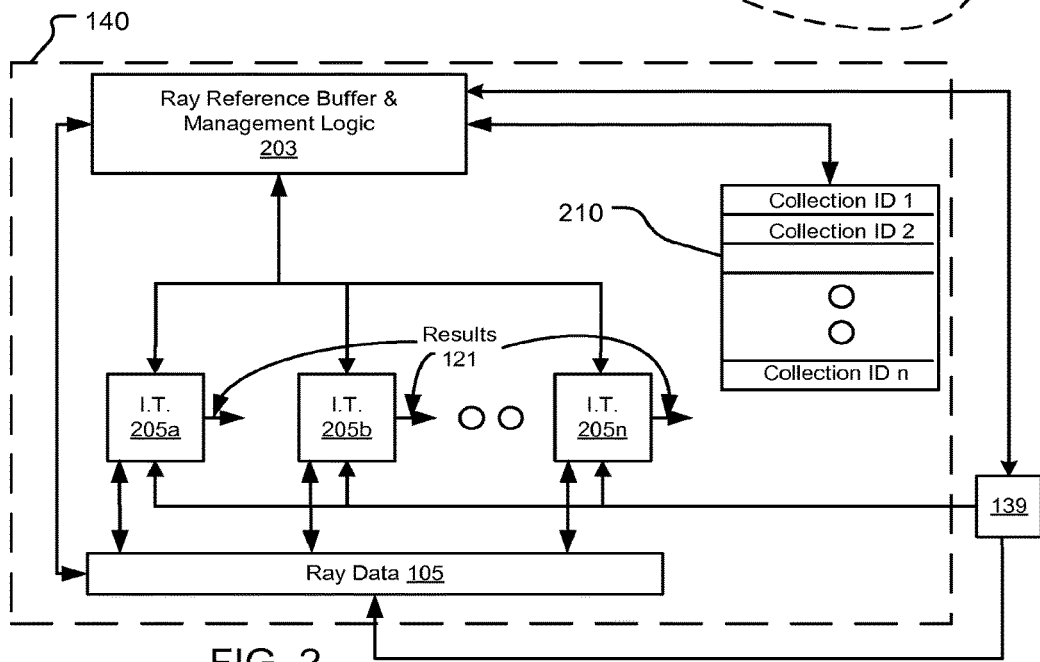 140
Ray Reference Buffer &
Management Logic
203
Collection ID 1
210
Collection ID 2
Collection ID n
Results
121
I.T.
205a
I.T.
205b
I.T.
205n
139
Ray Data 105
FIG. 2